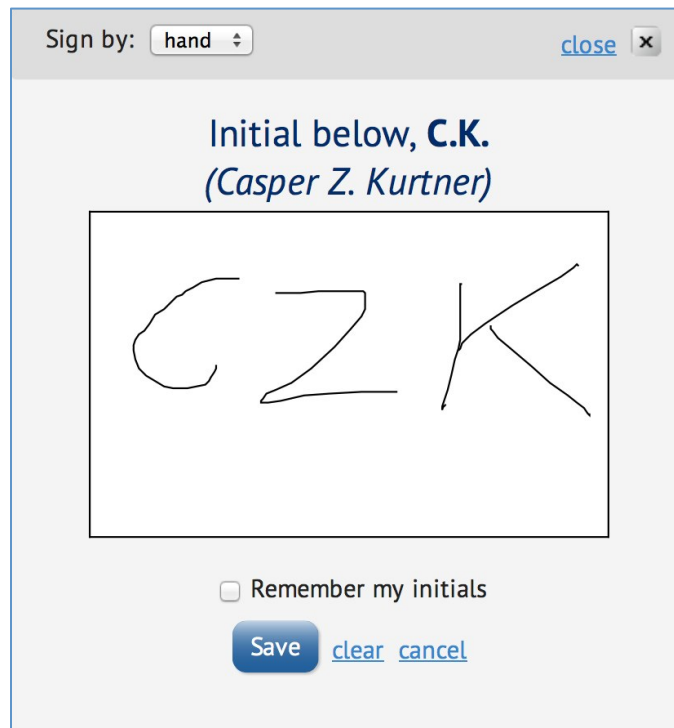 Sign by: hand close x
Initial below, C.K.
(Casper Z. Kurtner)
CZK
Remember my initials
Save clear cancel